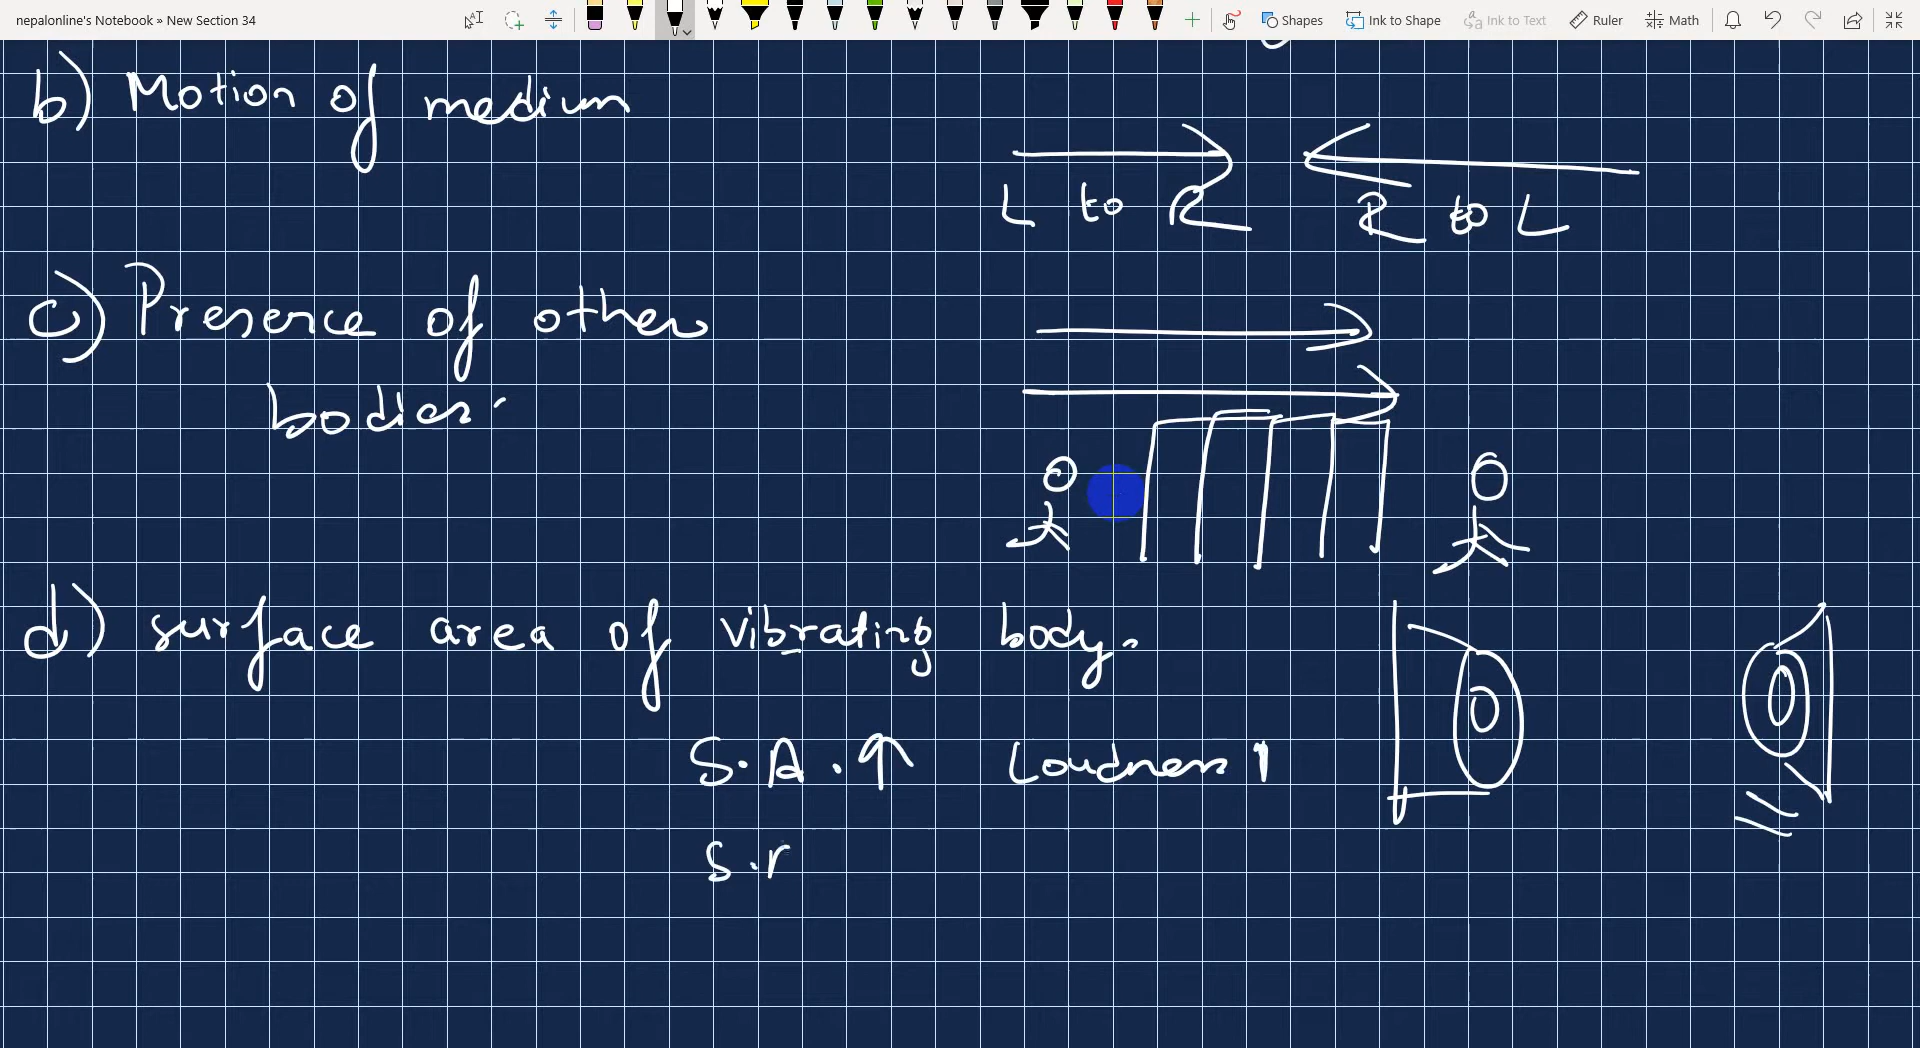 nepalonline's Notebook » New Section 34
Shapes
Ink to Shape
Ink to Text
Ruler
Math
b) Motion of medium
L to R
R to L
c) Presence of other
bodies.
d) surface area of vibrating body.
S.A. ↑ Loudness ↑
S.